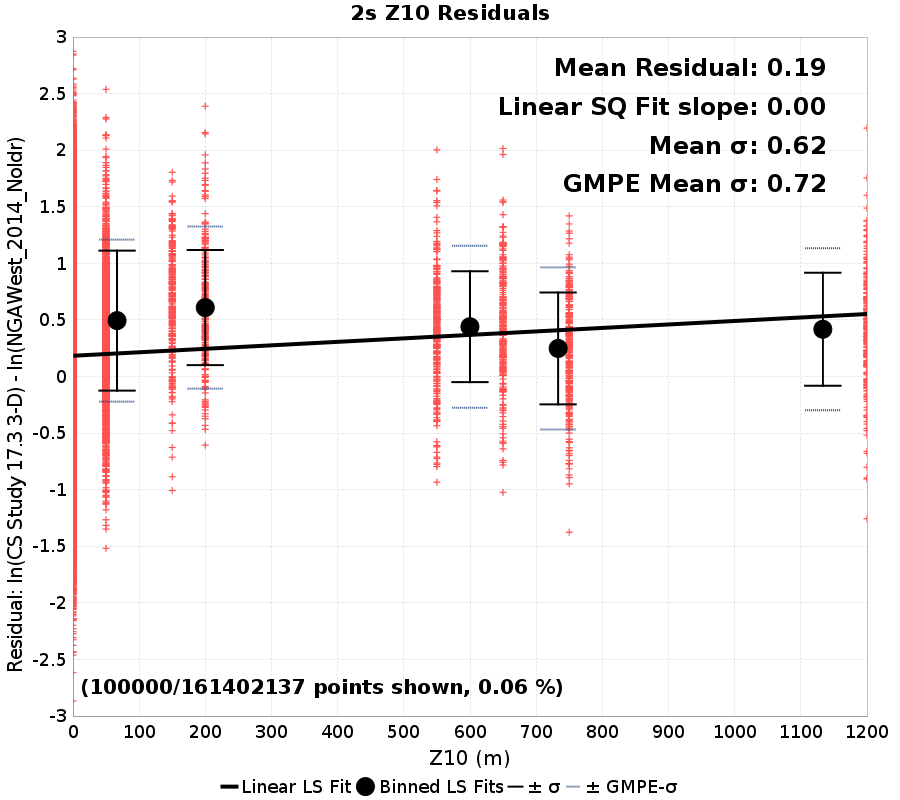 2s Z10 Residuals
Mean Residual: 0.19
Linear SQ Fit slope: 0.00
Mean σ: 0.62
GMPE Mean σ: 0.72
Residual: ln(CS Study 17.3 3-D) - ln(NGAWest_2014_NoIdr)
3
2.5
2
1.5
1
0.5
0
-0.5
-1
-1.5
-2
-2.5
-3
(100000/161402137 points shown, 0.06 %)
0 100 200 300 400 500 600 700 800 900 1000 1100 1200
Z10 (m)
Linear LS Fit Binned LS Fits ± σ ± GMPE-σ